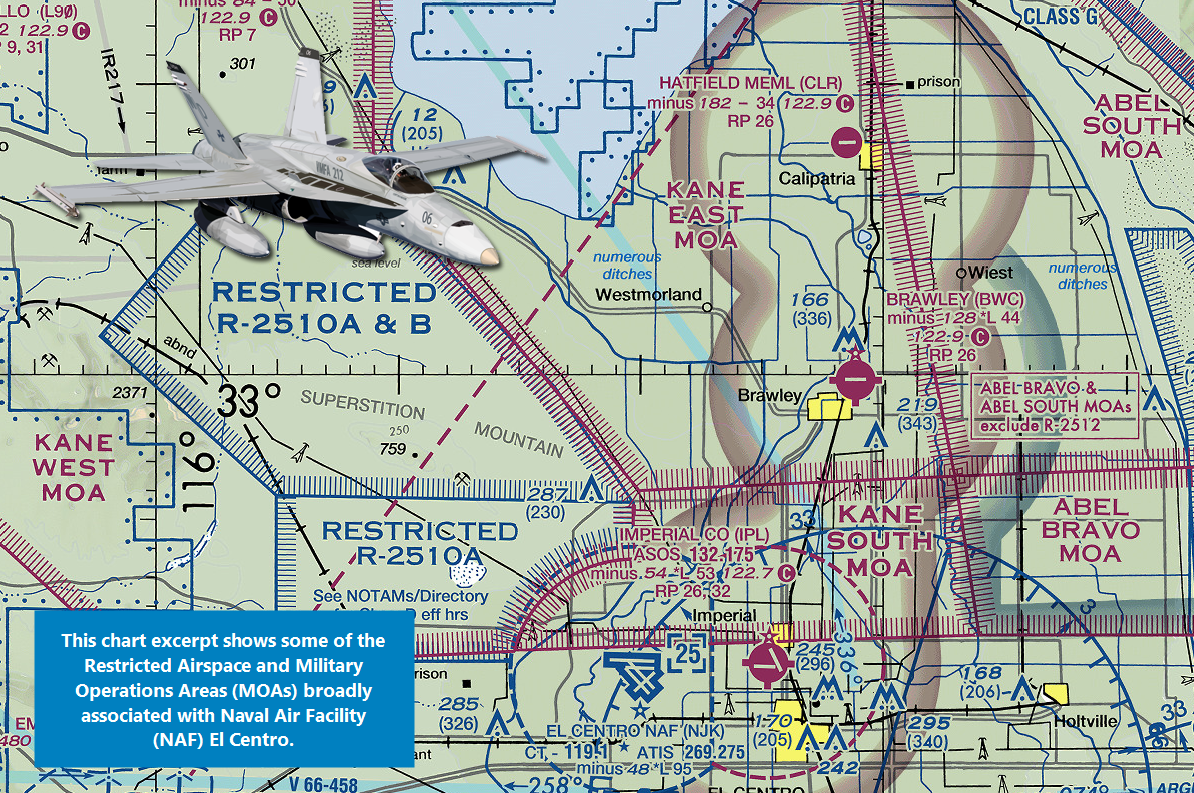 LLO (L90)
2 122.9 C
9, 31
minus 84 - 30
122.9 C
RP 7
IR217
301
12
(205)
CLASS G
prison
HATFIELD MEML (CLR)
minus 182 - 34 122.9 C
RP 26
ABEL
SOUTH
MOA
Calipatria
KANE
EAST
MOA
farm
VMFA 212
06
sea level
numerous
ditches
Westmorland
Wiest
numerous
ditches
RESTRICTED
R-2510A & B
166
(336)
BRAWLEY (BWC)
minus 128 *L 44
122.9 C
RP 26
abnd
2371
33°
116°
SUPERSTITION
MOUNTAIN
250
759
Brawley
219
(343)
ABEL BRAVO &
ABEL SOUTH MOAs
exclude R-2512
KANE
WEST
MOA
287
(230)
RESTRICTED
R-2510A
See NOTAMs/Directory
D eff hrs
IMPERIAL CO (IPL)
ASOS 132.175
minus 54 *L 53 122.7 C
RP 26, 32
33
KANE
SOUTH
MOA
ABEL
BRAVO
MOA
3
Imperial
25
336°
245
(296)
This chart excerpt shows some of the
Restricted Airspace and Military
Operations Areas (MOAs) broadly
associated with Naval Air Facility
(NAF) El Centro.
EM
480
rison
285
(326)
ant
EL CENTRO NAF (NJK)
CT - 119.1 ATIS 269.275
minus 48 *L 95
170
(205)
242
295
(340)
168
(206)
Holtville
33
66
V 66-458
258°
EL CENTRO